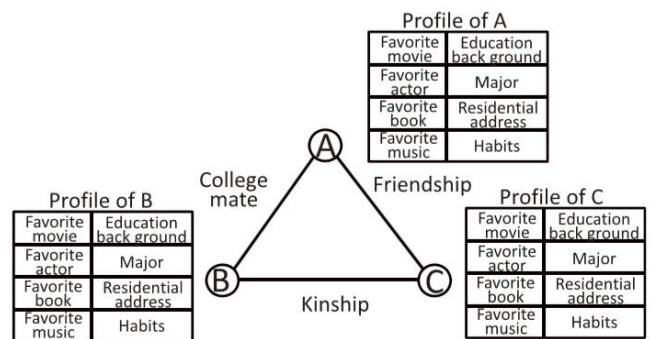 Profile of A
Favorite movie
Education back ground
Favorite actor
Major
Favorite book
Residential address
Favorite music
Habits
A
College mate
Friendship
Profile of B
Favorite movie
Education back ground
Favorite actor
Major
Favorite book
Residential address
Favorite music
Habits
B
Kinship
C
Profile of C
Favorite movie
Education back ground
Favorite actor
Major
Favorite book
Residential address
Favorite music
Habits